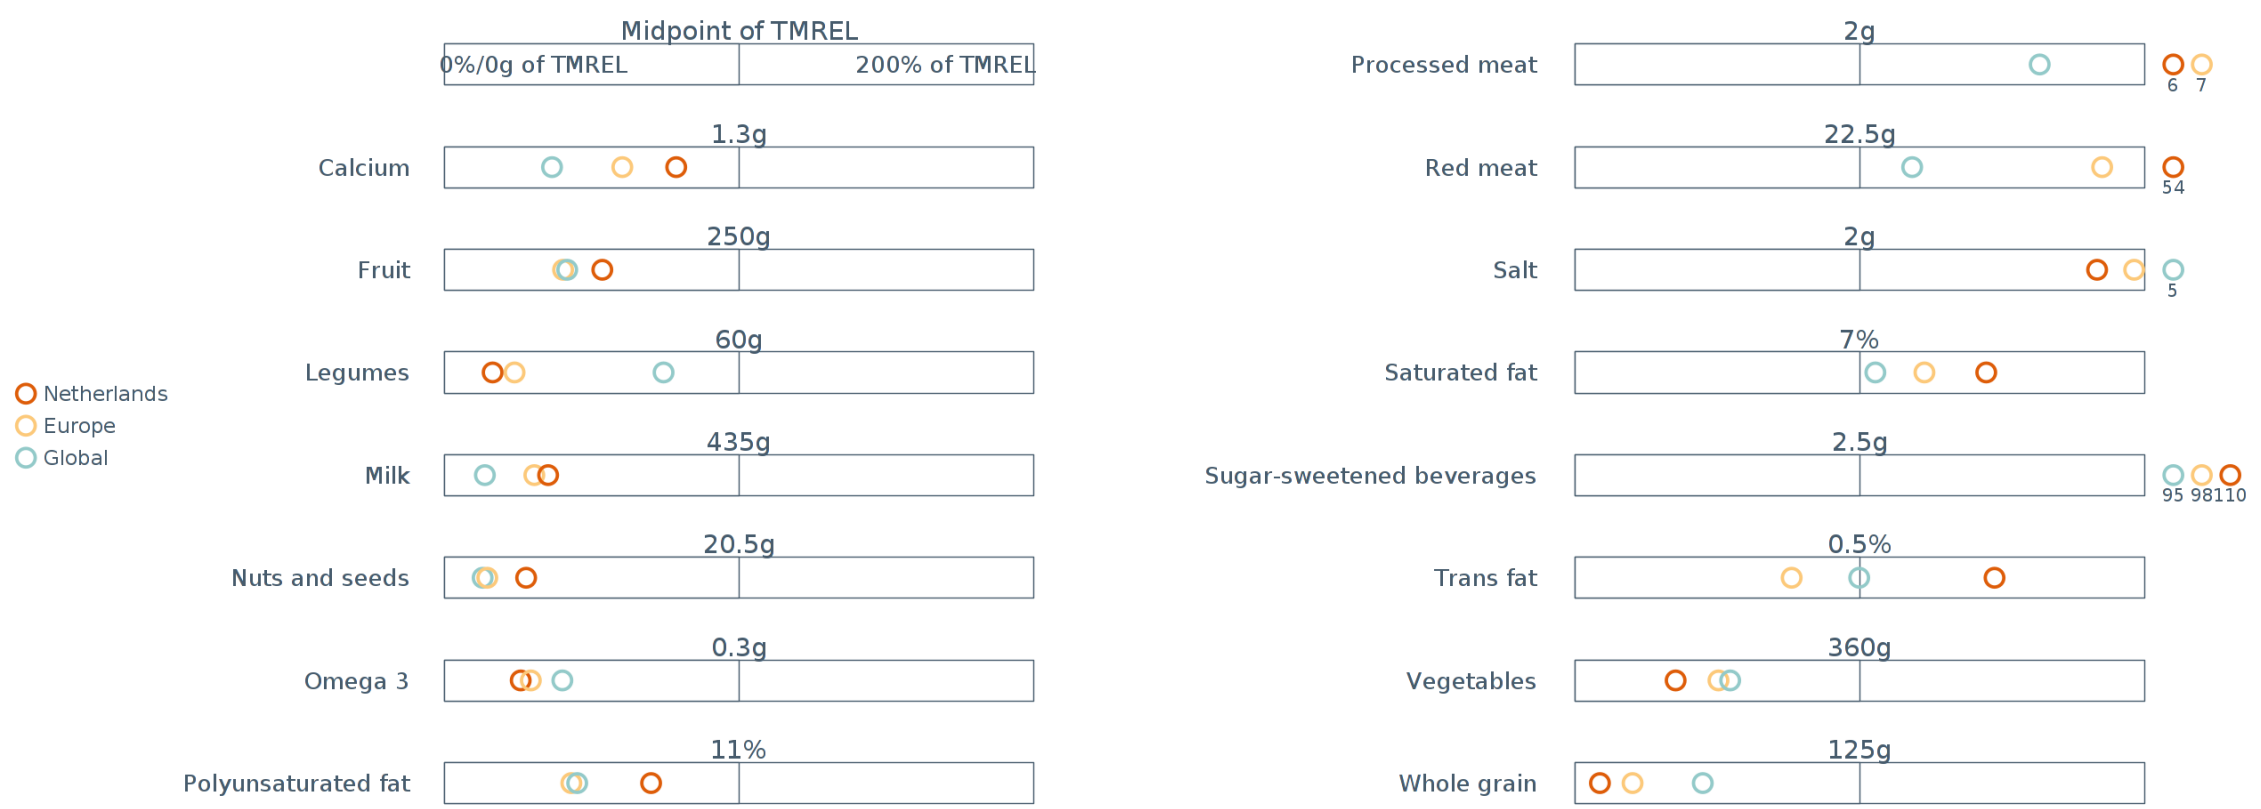 Midpoint of TMREL
0%/0g of TMREL
200% of TMREL
1.3g
Calcium
250g
Fruit
60g
Legumes
Netherlands
Europe
Global
435g
Milk
20.5g
Nuts and seeds
0.3g
Omega 3
11%
Polyunsaturated fat
2g
Processed meat
6 7
22.5g
Red meat
54
2g
Salt
5
7%
Saturated fat
2.5g
Sugar-sweetened beverages
95 98 110
0.5%
Trans fat
360g
Vegetables
125g
Whole grain